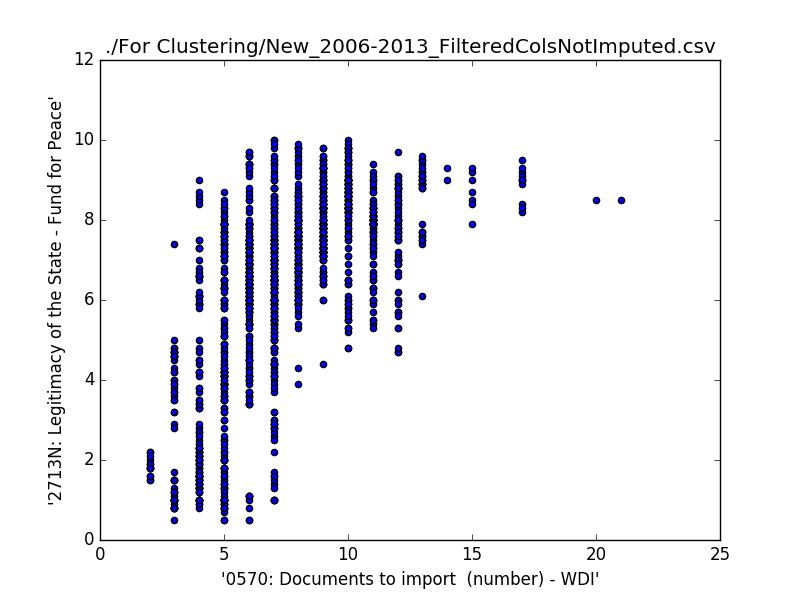 ./For Clustering/New_2006-2013_FilteredColsNotImputed.csv
'2713N: Legitimacy of the State - Fund for Peace'
12
10
8
6
4
2
0
0 5 10 15 20 25
'0570: Documents to import  (number) - WDI'